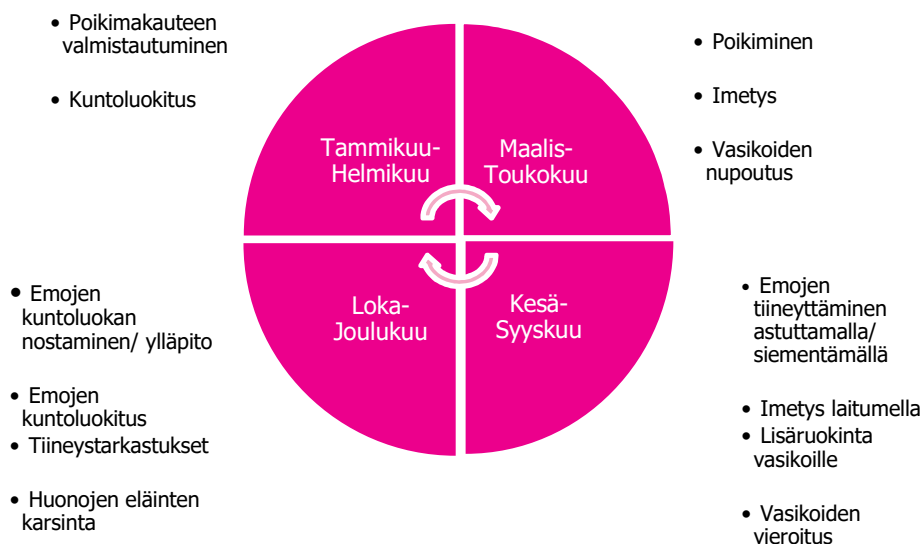 • Poikimakauteen
valmistautuminen
• Kuntoluokitus
Tammikuu-
Helmikuu
Maalis-
Toukokuu
• Poikiminen
• Imetys
• Vasikoiden
nupoutus
• Emojen
kuntoluokan
nostaminen/ ylläpito
• Emojen
kuntoluokitus
• Tiineystarkastukset
• Huonojen eläinten
karsinta
Loka-
Joulukuu
Kesä-
Syyskuu
• Emojen
tiineyttäminen
astuttamalla/
siementämällä
• Imetys laitumella
• Lisäruokinta
vasikoille
• Vasikoiden
vieroitus